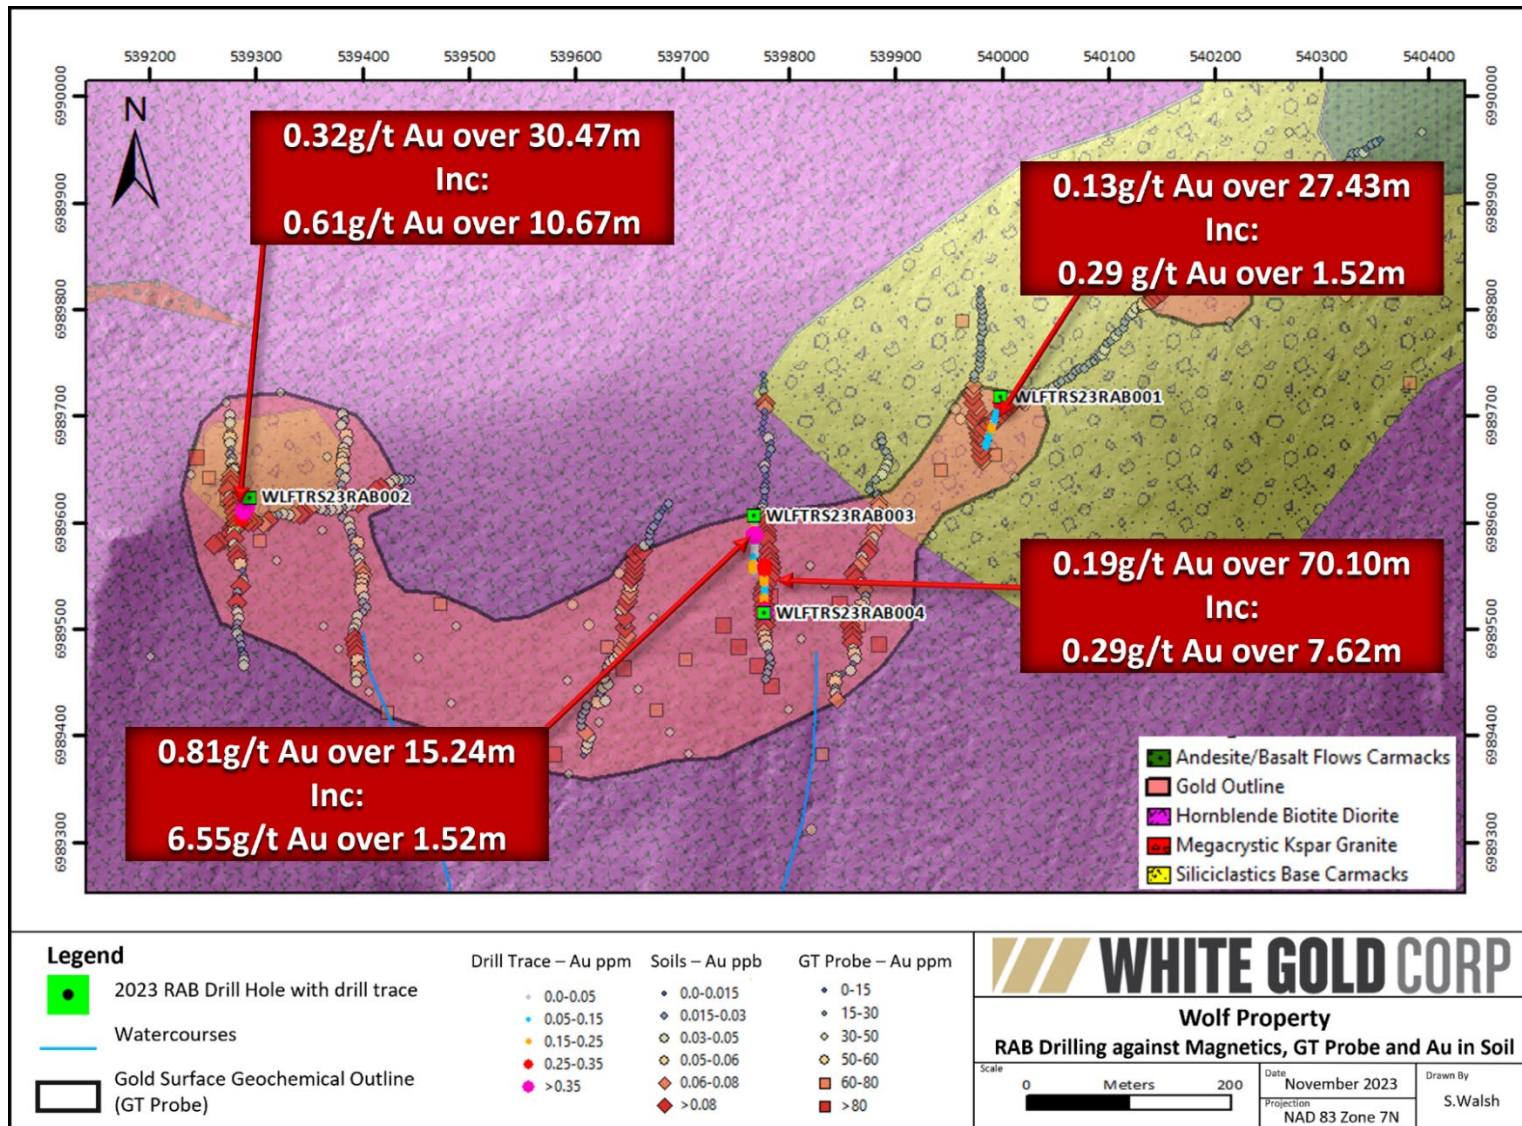 539200 539300 539400 539500 539600 539700 539800 539900 540000 540100 540200 540300 540400
6990000
6989900
6989800
6989700
6989600
6989500
6989400
6989300
6990000
6989900
6989800
6989700
6989600
6989500
6989400
6989300
N
0.32g/t Au over 30.47m
Inc:
0.61g/t Au over 10.67m
0.13g/t Au over 27.43m
Inc:
0.29 g/t Au over 1.52m
WLFTRS23RAB001
WLFTRS23RAB002
WLFTRS23RAB003
WLFTRS23RAB004
0.19g/t Au over 70.10m
Inc:
0.29g/t Au over 7.62m
0.81g/t Au over 15.24m
Inc:
6.55g/t Au over 1.52m
Andesite/Basalt Flows Carmacks
Gold Outline
Hornblende Biotite Diorite
Megacrystic Kspar Granite
Siliciclastics Base Carmacks
Legend
2023 RAB Drill Hole with drill trace
Watercourses
Gold Surface Geochemical Outline
(GT Probe)
Drill Trace – Au ppm
0.0-0.05
0.05-0.15
0.15-0.25
0.25-0.35
>0.35
Soils – Au ppb
0.0-0.015
0.015-0.03
0.03-0.05
0.05-0.06
0.06-0.08
>0.08
GT Probe – Au ppm
0-15
15-30
30-50
50-60
60-80
>80
WHITE GOLD CORP
Wolf Property
RAB Drilling against Magnetics, GT Probe and Au in Soil
Scale
0 Meters 200
Date
November 2023
Projection
NAD 83 Zone 7N
Drawn By
S.Walsh